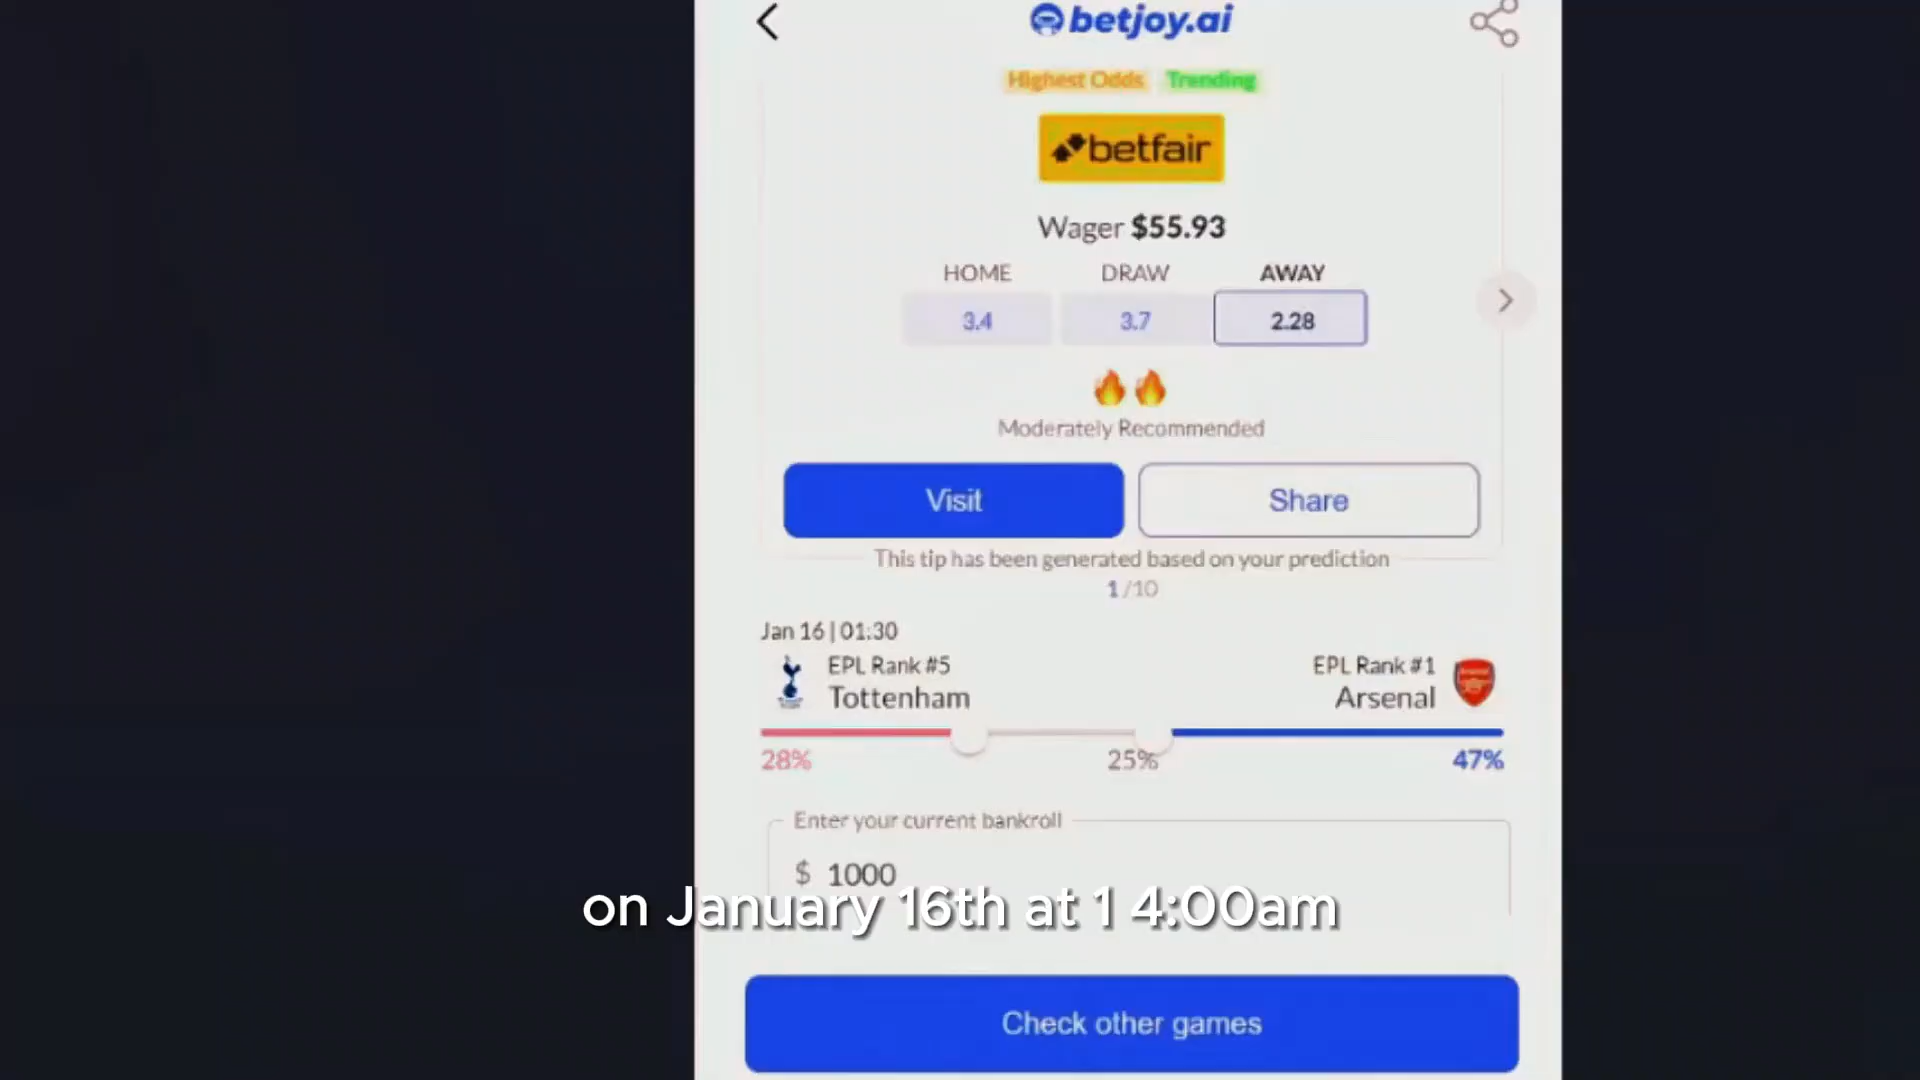 betjoy.ai
Highest Odds Trending
betfair
Wager $55.93
HOME DRAW AWAY
3.4 3.7 2.28
Moderately Recommended
Visit Share
This tip has been generated based on your prediction
1/10
Jan 16 | 01:30
EPL Rank #5 EPL Rank #1
Tottenham Arsenal
28% 25% 47%
Enter your current bankroll
$ 1000
on January 16th at 1 4:00am
Check other games